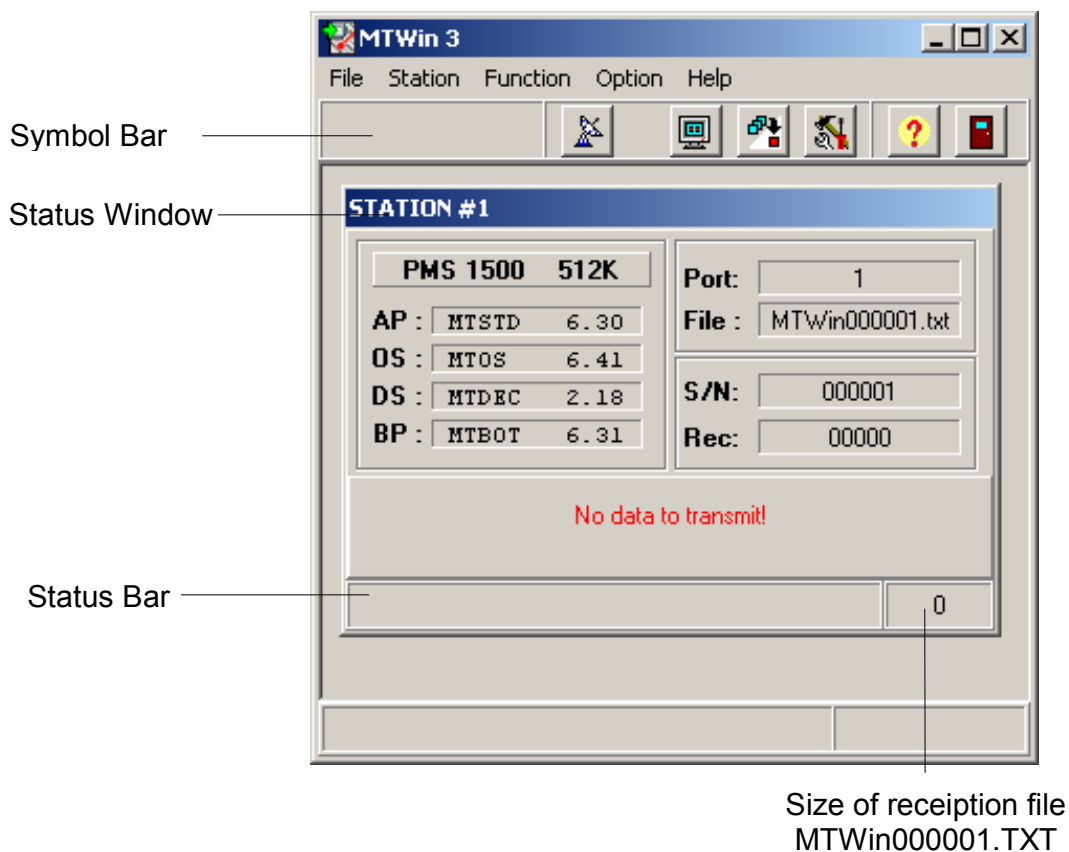 MTWin 3
File Station Function Option Help
Symbol Bar
?
Status Window
STATION #1
PMS 1500 512K
AP : MTSTD 6.30
OS : MTOS 6.41
DS : MTDEC 2.18
BP : MTBOT 6.31
Port: 1
File : MTWin000001.txt
S/N: 000001
Rec: 00000
No data to transmit!
Status Bar
0
Size of receiption file
MTWin000001.TXT